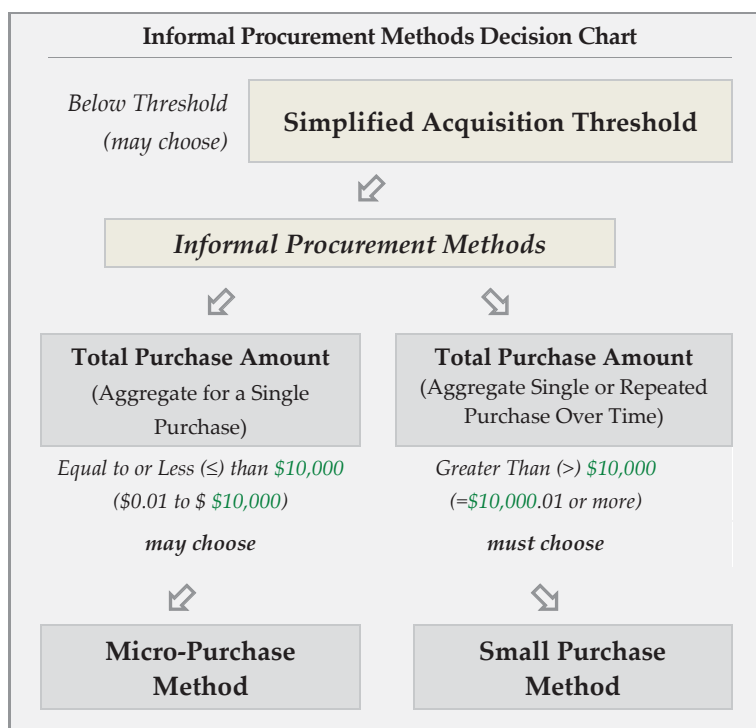 Informal Procurement Methods Decision Chart
Below Threshold
(may choose)
Simplified Acquisition Threshold
Informal Procurement Methods
Total Purchase Amount
(Aggregate for a Single
Purchase)
Total Purchase Amount
(Aggregate Single or Repeated
Purchase Over Time)
Equal to or Less (≤) than $10,000
($0.01 to $ $10,000)
may choose
Greater Than (>) $10,000
(=$10,000.01 or more)
must choose
Micro-Purchase
Method
Small Purchase
Method